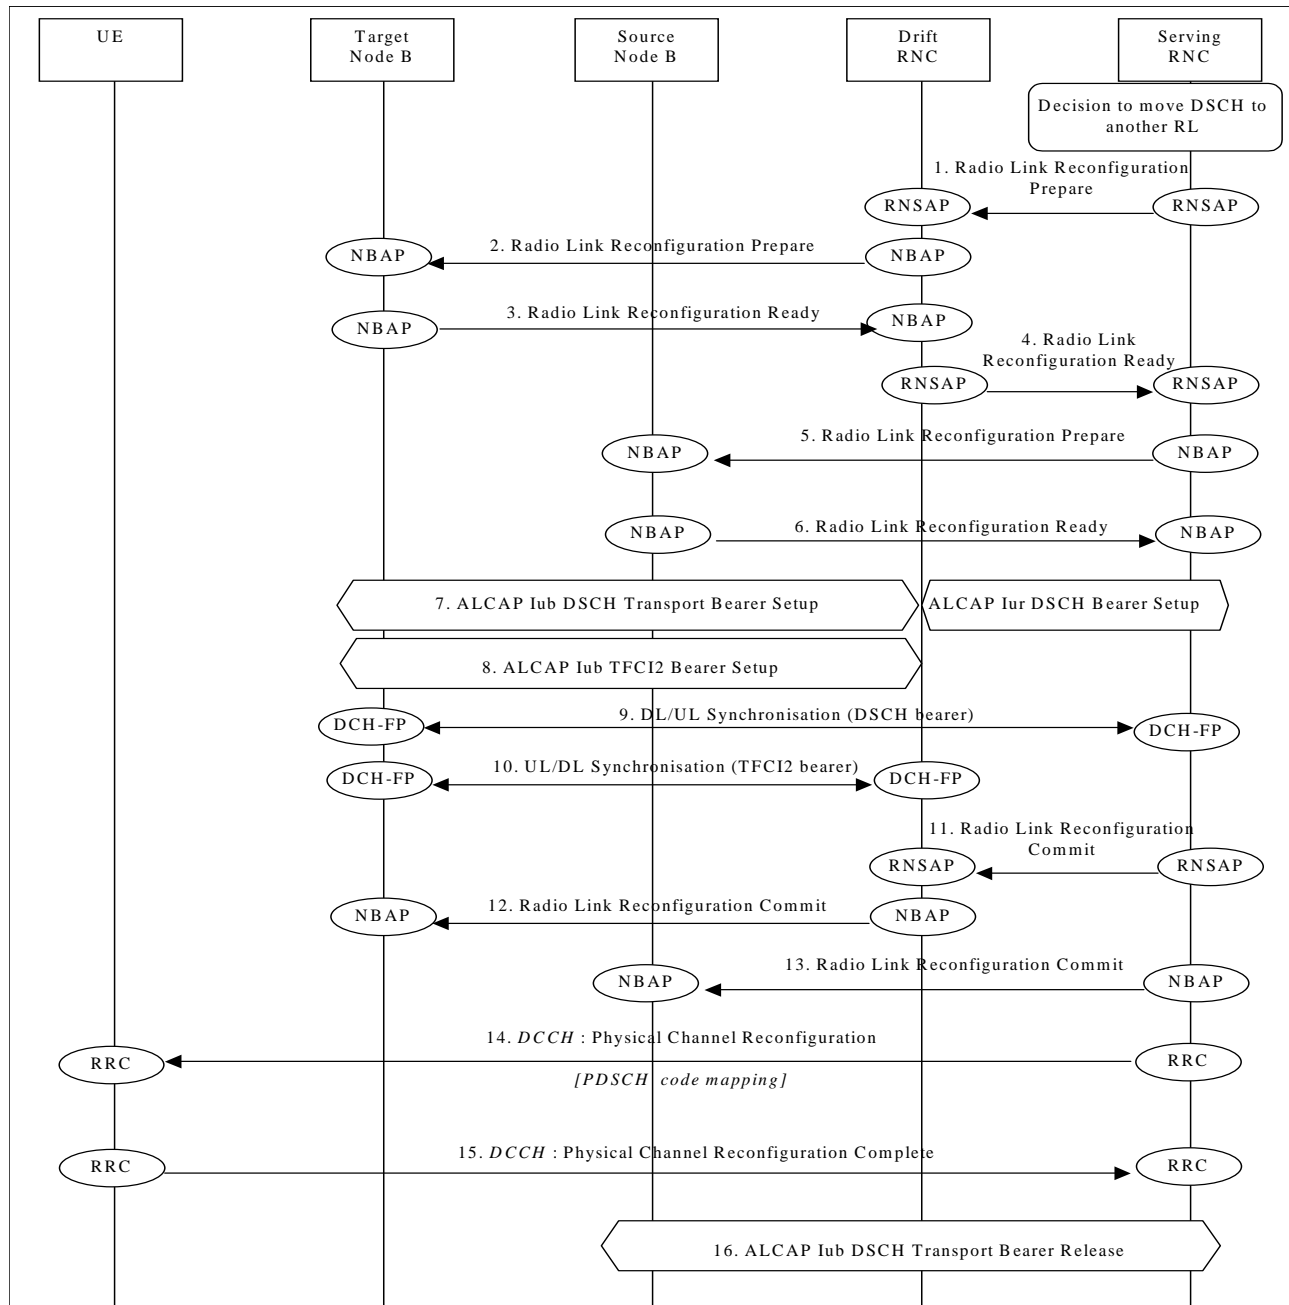 UE
Target
Node B
Source
Node B
Drift
RNC
Serving
RNC
Decision to move DSCH to
another RL
1. Radio Link Reconfiguration
Prepare
RNSAP
RNSAP
2. Radio Link Reconfiguration Prepare
NBAP
NBAP
3. Radio Link Reconfiguration Ready
NBAP
NBAP
4. Radio Link
Reconfiguration Ready
RNSAP
RNSAP
5. Radio Link Reconfiguration Prepare
NBAP
NBAP
6. Radio Link Reconfiguration Ready
NBAP
NBAP
7. ALCAP Iub DSCH Transport Bearer Setup
ALCAP Iur DSCH Bearer Setup
8. ALCAP Iub TFCI2 Bearer Setup
9. DL/UL Synchronisation (DSCH bearer)
DCH-FP
DCH-FP
10. UL/DL Synchronisation (TFCI2 bearer)
DCH-FP
DCH-FP
11. Radio Link Reconfiguration
Commit
RNSAP
RNSAP
12. Radio Link Reconfiguration Commit
NBAP
NBAP
13. Radio Link Reconfiguration Commit
NBAP
NBAP
14. DCCH : Physical Channel Reconfiguration
RRC
RRC
[PDSCH code mapping]
15. DCCH : Physical Channel Reconfiguration Complete
RRC
RRC
16. ALCAP Iub DSCH Transport Bearer Release